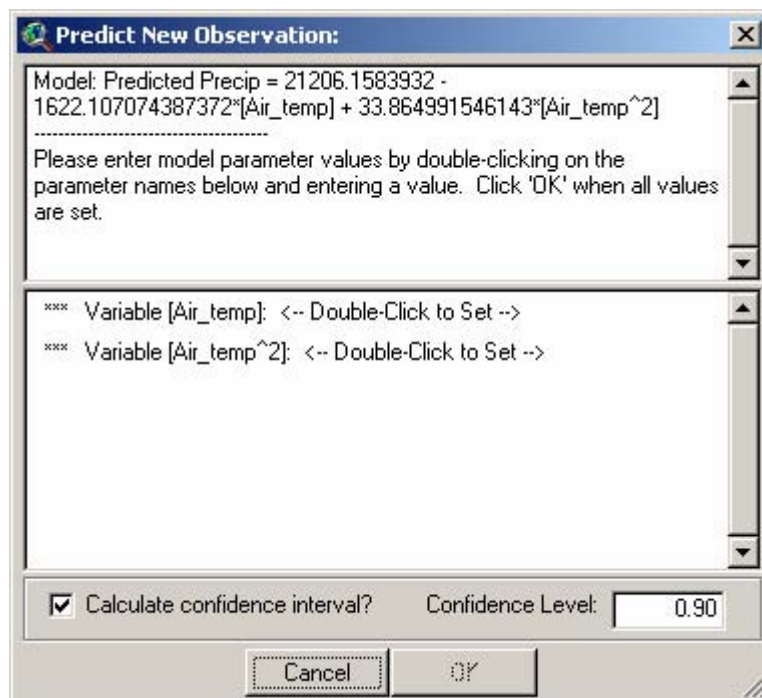 Predict New Observation:
Model: Predicted Precip = 21206.1583932 -
1622.107074387372*[Air_temp] + 33.864991546143*[Air_temp^2]
------------------------------------
Please enter model parameter values by double-clicking on the
parameter names below and entering a value.  Click 'OK' when all values
are set.
*** Variable [Air_temp]: <-- Double-Click to Set -->
*** Variable [Air_temp^2]: <-- Double-Click to Set -->
Calculate confidence interval? Confidence Level: 0.90
Cancel OK